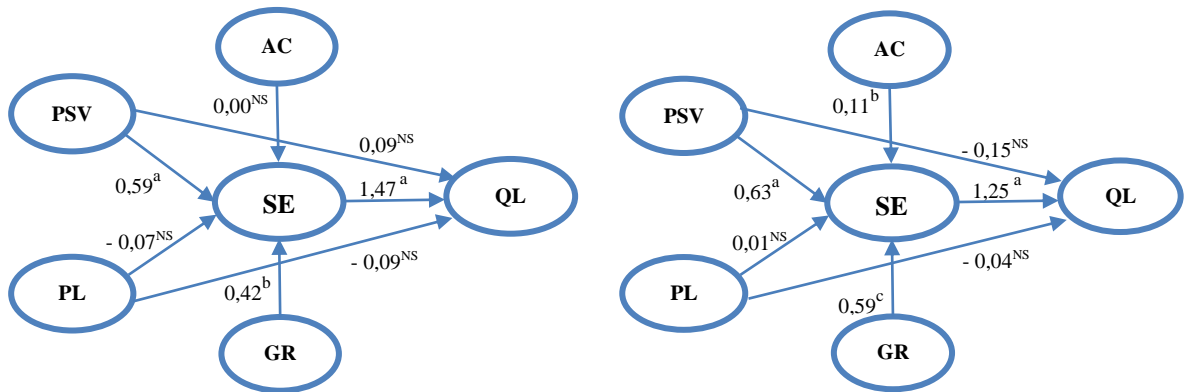 AC
PSV
0,00^NS
0,09^NS
0,59^a
SE
1,47 ^a
QL
- 0,07^NS
- 0,09^NS
PL
0,42^b
GR
AC
PSV
0,11^b
- 0,15^NS
0,63^a
SE
1,25 ^a
QL
0,01^NS
- 0,04^NS
PL
0,59^c
GR